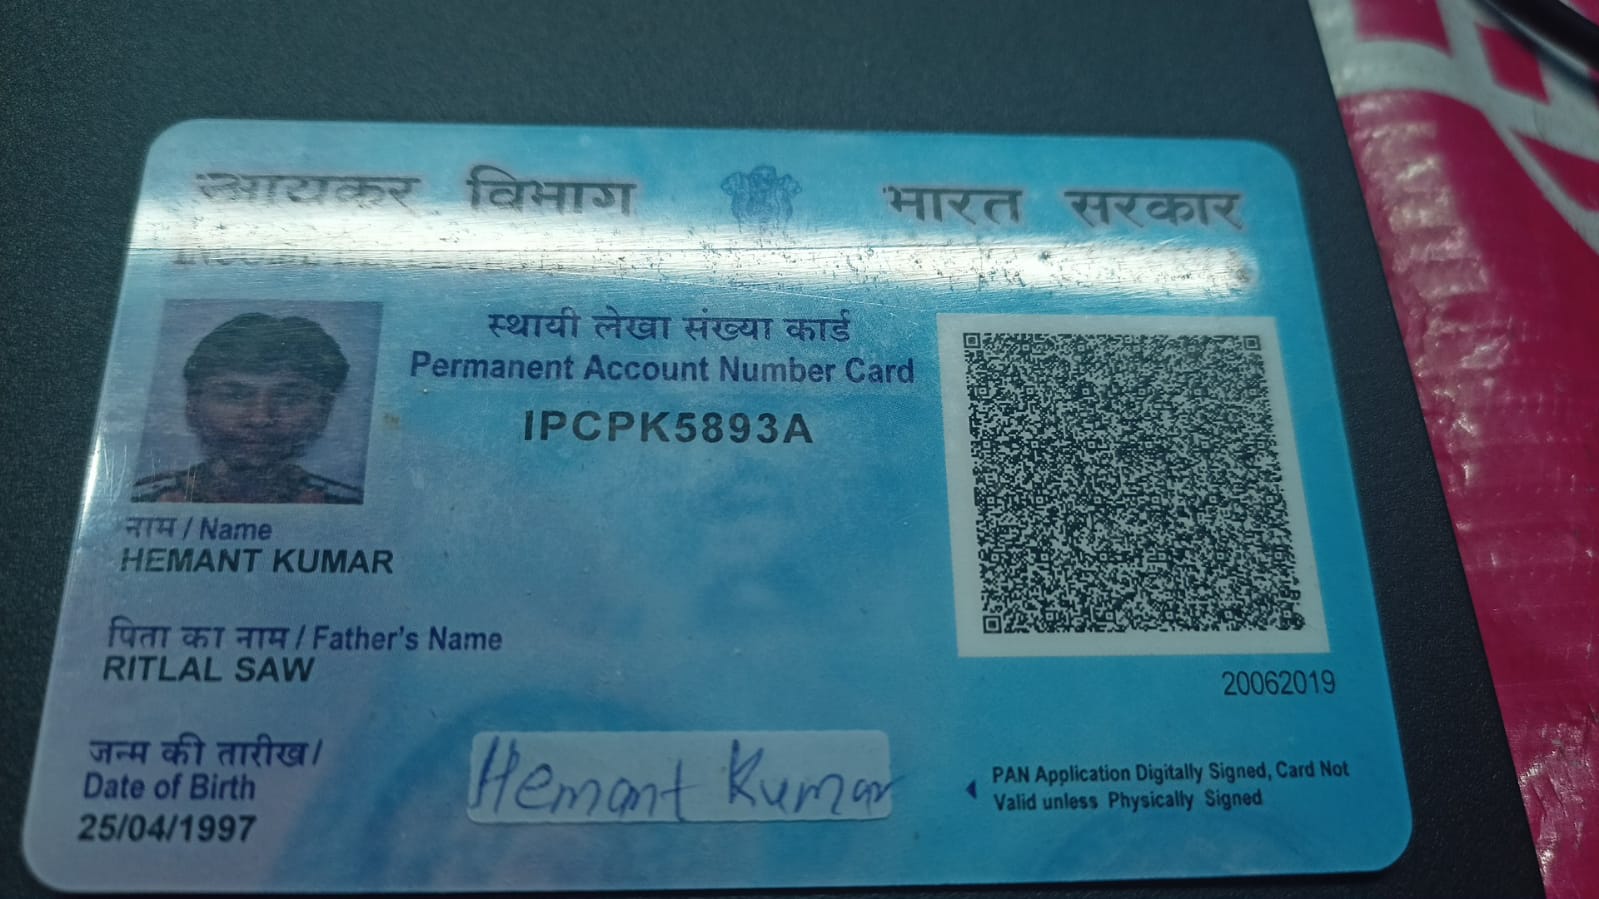 आयकर विभाग
भारत सरकार
स्थायी लेखा संख्या कार्ड
Permanent Account Number Card
IPCPK5893A
नाम / Name
HEMANT KUMAR
पिता का नाम / Father's Name
RITLAL SAW
20062019
जन्म की तारीख /
Date of Birth
25/04/1997
Hemant Kumar
PAN Application Digitally Signed, Card Not
Valid unless Physically Signed